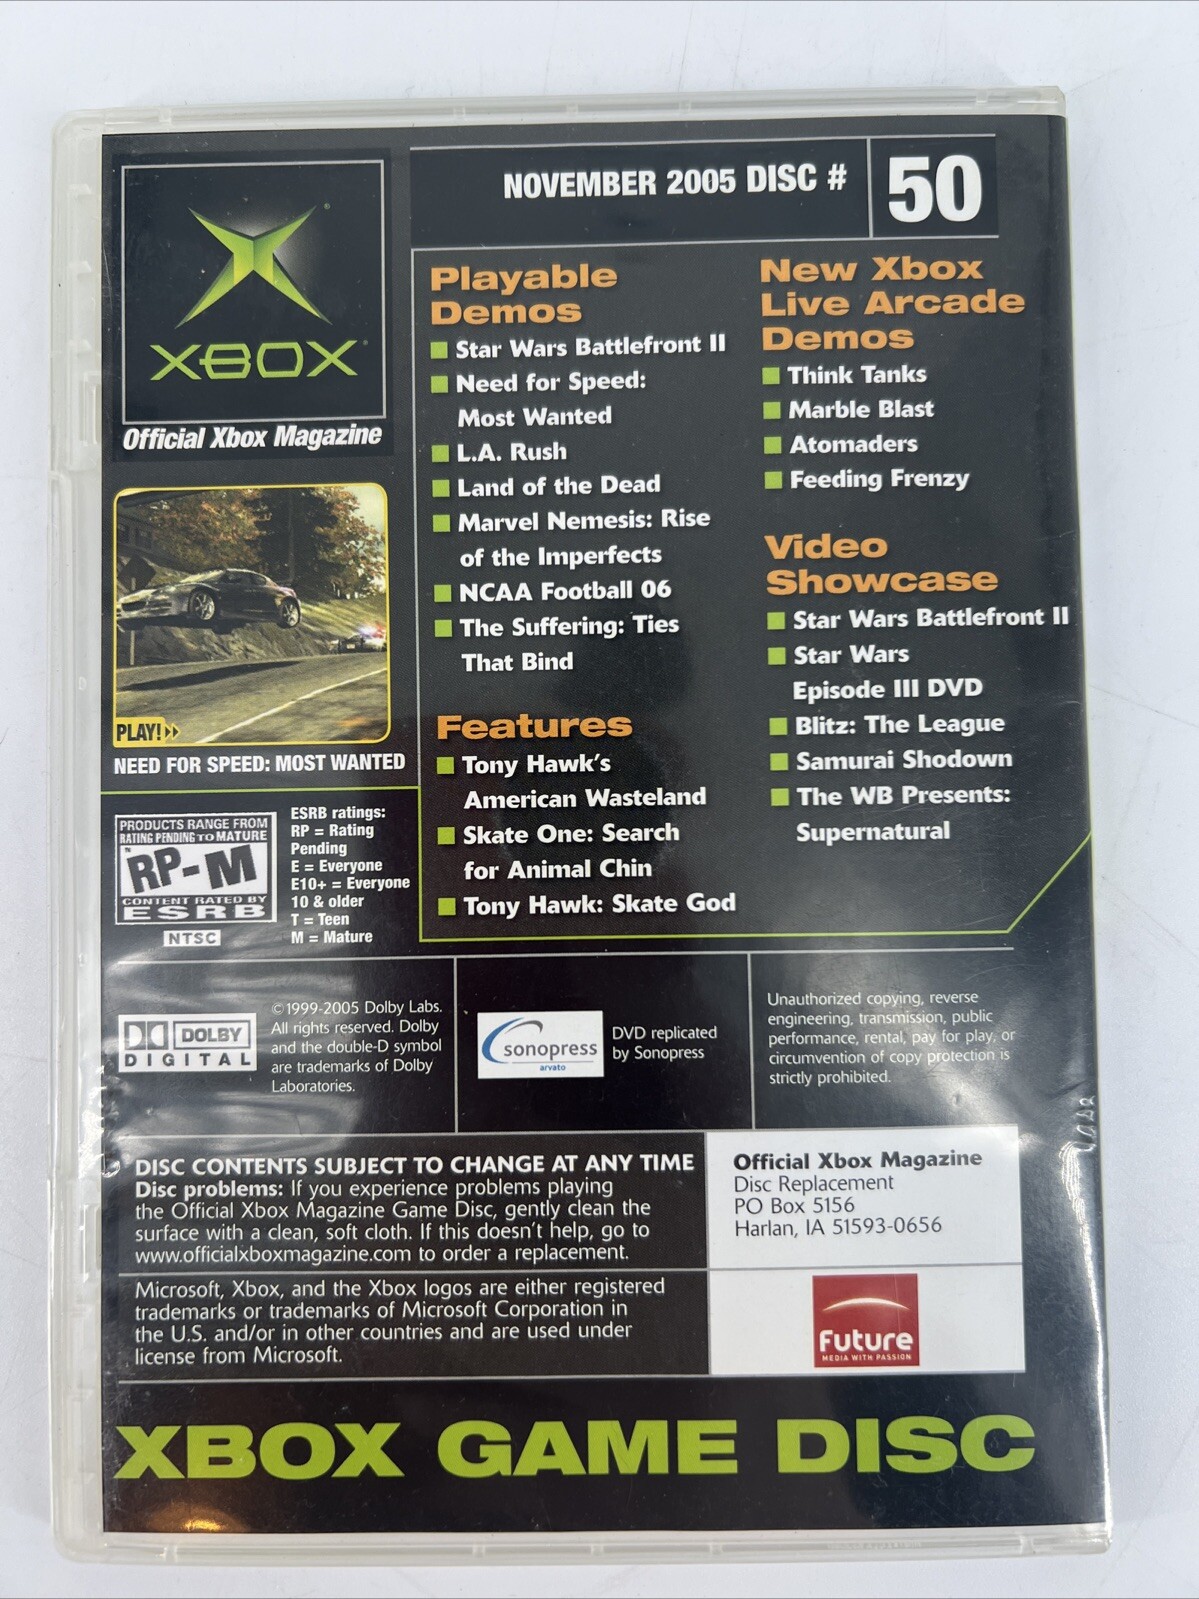 NOVEMBER 2005 DISC # 50
XBOX
Official Xbox Magazine
PLAY!
NEED FOR SPEED: MOST WANTED
Playable
Demos
Star Wars Battlefront II
Need for Speed:
Most Wanted
L.A. Rush
Land of the Dead
Marvel Nemesis: Rise
of the Imperfects
NCAA Football 06
The Suffering: Ties
That Bind
Features
Tony Hawk's
American Wasteland
Skate One: Search
for Animal Chin
Tony Hawk: Skate God
New Xbox
Live Arcade
Demos
Think Tanks
Marble Blast
Atomaders
Feeding Frenzy
Video
Showcase
Star Wars Battlefront II
Star Wars
Episode III DVD
Blitz: The League
Samurai Shodown
The WB Presents:
Supernatural
PRODUCTS RANGE FROM
RATING PENDING TO MATURE
RP-M
CONTENT RATED BY
ESRB
NTSC
ESRB ratings:
RP = Rating
Pending
E = Everyone
E10+ = Everyone
10 & older
T = Teen
M = Mature
DOLBY
DIGITAL
©1999-2005 Dolby Labs.
All rights reserved. Dolby
and the double-D symbol
are trademarks of Dolby
Laboratories.
sonopress
arvato
DVD replicated
by Sonopress
Unauthorized copying, reverse
engineering, transmission, public
performance, rental, pay for play, or
circumvention of copy protection is
strictly prohibited.
DISC CONTENTS SUBJECT TO CHANGE AT ANY TIME
Disc problems: If you experience problems playing
the Official Xbox Magazine Game Disc, gently clean the
surface with a clean, soft cloth. If this doesn't help, go to
www.officialxboxmagazine.com to order a replacement.
Official Xbox Magazine
Disc Replacement
PO Box 5156
Harlan, IA 51593-0656
Microsoft, Xbox, and the Xbox logos are either registered
trademarks or trademarks of Microsoft Corporation in
the U.S. and/or in other countries and are used under
license from Microsoft.
Future
MEDIA WITH PASSION
XBOX GAME DISC